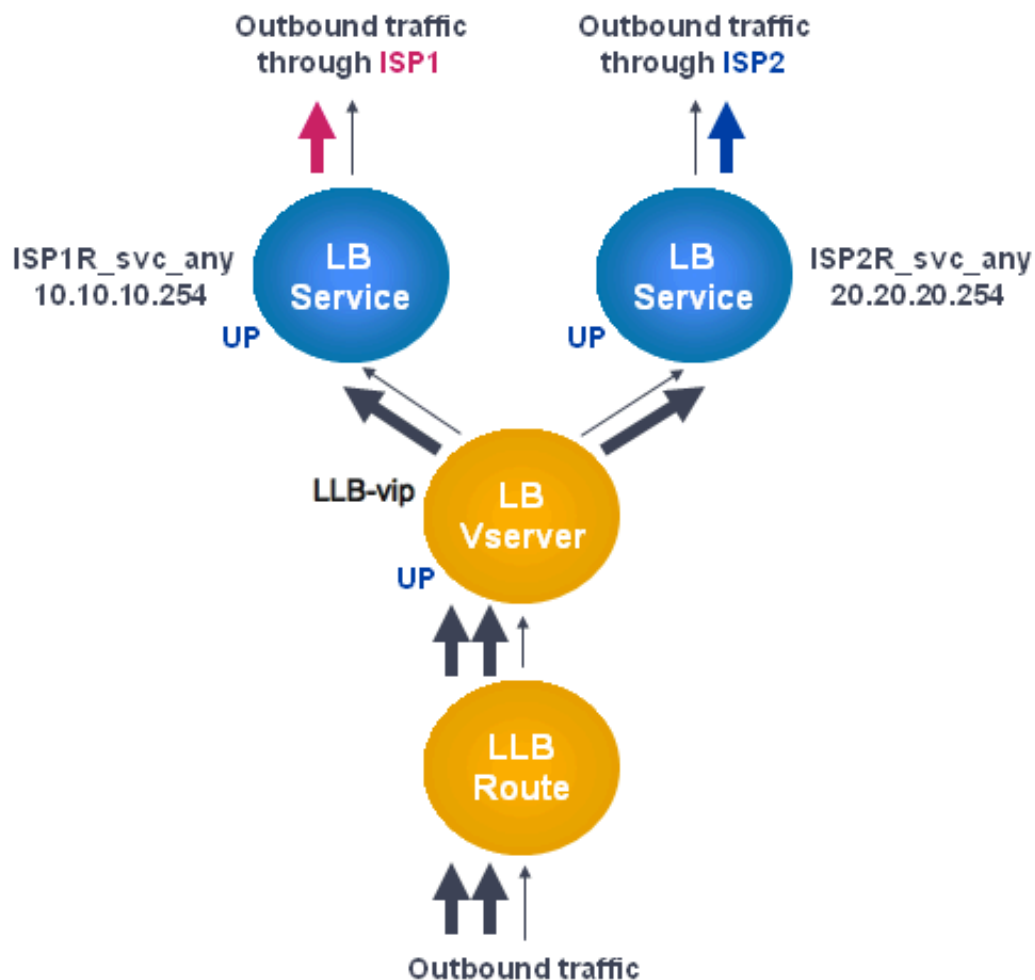 Outbound traffic
through ISP1
Outbound traffic
through ISP2
ISP1R_svc_any
10.10.10.254
LB
Service
UP
LB
Service
UP
ISP2R_svc_any
20.20.20.254
LLB-vip
LB
Vserver
UP
LLB
Route
Outbound traffic